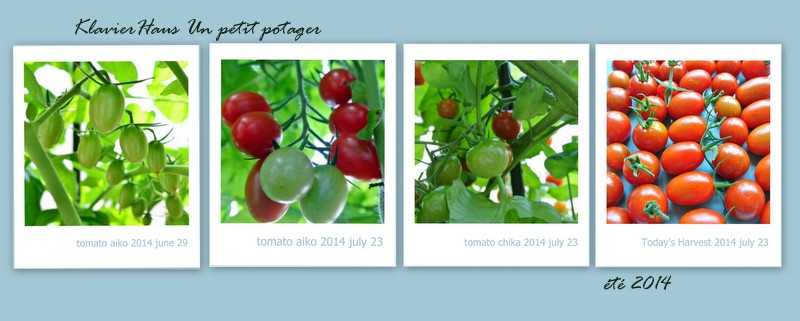 KlavierHaus Un petit potager
tomato aiko 2014 june 29
tomato aiko 2014 july 23
tomato chika 2014 july 23
Today's Harvest 2014 july 23
été 2014